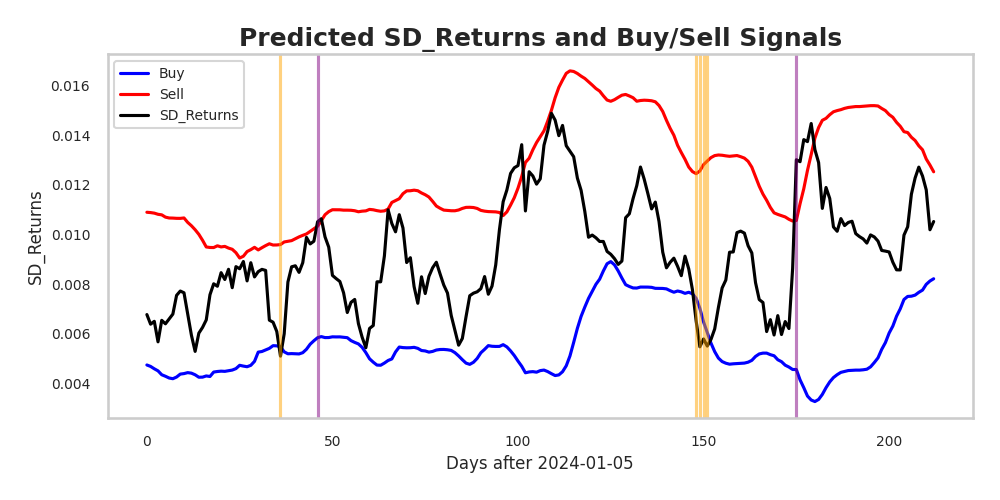 Predicted SD_Returns and Buy/Sell Signals
Buy
Sell
SD_Returns
0.016
0.014
0.012
0.010
0.008
0.006
0.004
SD_Returns
0
50
100
150
200
Days after 2024-01-05